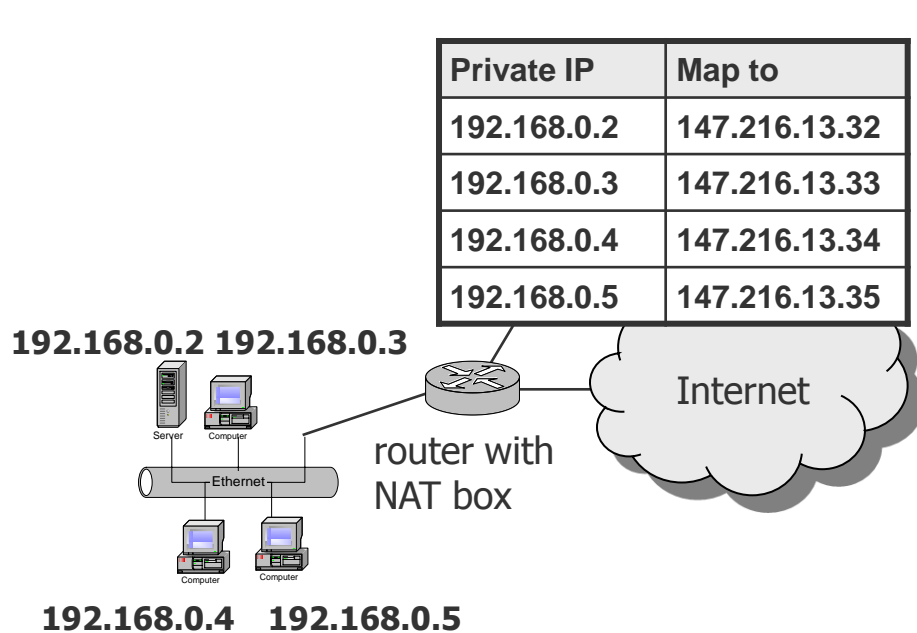 Private IP Map to
192.168.0.2 147.216.13.32
192.168.0.3 147.216.13.33
192.168.0.4 147.216.13.34
192.168.0.5 147.216.13.35
192.168.0.2 192.168.0.3
Internet
Server Computer
router with
NAT box
Ethernet
Computer Computer
192.168.0.4 192.168.0.5